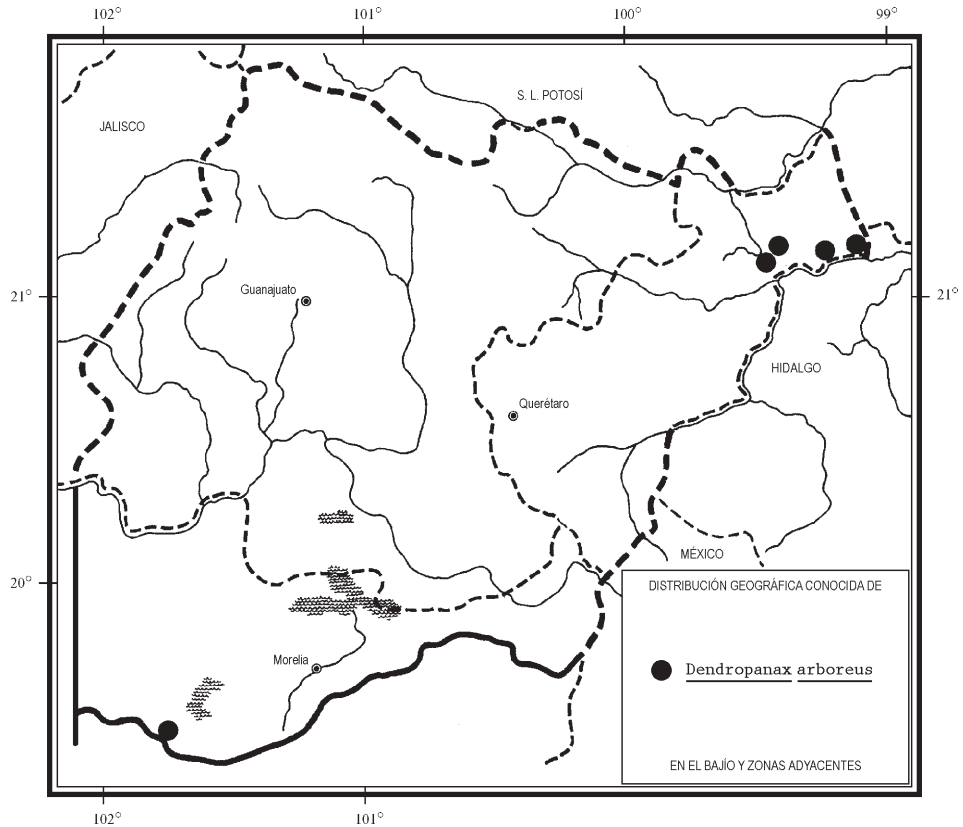 102° 101° 100° 99°
S. L. POTOSÍ
JALISCO
Guanajuato
21° 21°
HIDALGO
Querétaro
MÉXICO
20°
DISTRIBUCIÓN GEOGRÁFICA CONOCIDA DE
Morelia
Dendropanax arboreus
EN EL BAJÍO Y ZONAS ADYACENTES
102° 101°